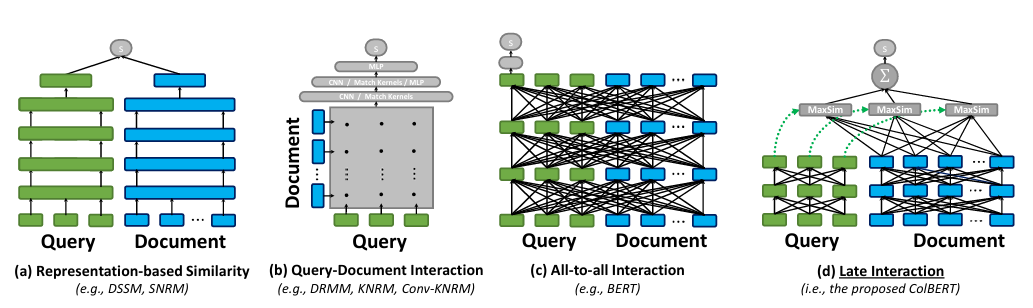 s
Query
Document
...
(a) Representation-based Similarity
(e.g., DSSM, SNRM)
s
MLP
CNN / Match Kernels / MLP
CNN / Match Kernels
Document
Query
(b) Query-Document Interaction
(e.g., DRMM, KNRM, Conv-KNRM)
s
Query
Document
(c) All-to-all Interaction
(e.g., BERT)
s
Σ
MaxSim
MaxSim
MaxSim
Query
Document
(d) Late Interaction
(i.e., the proposed ColBERT)